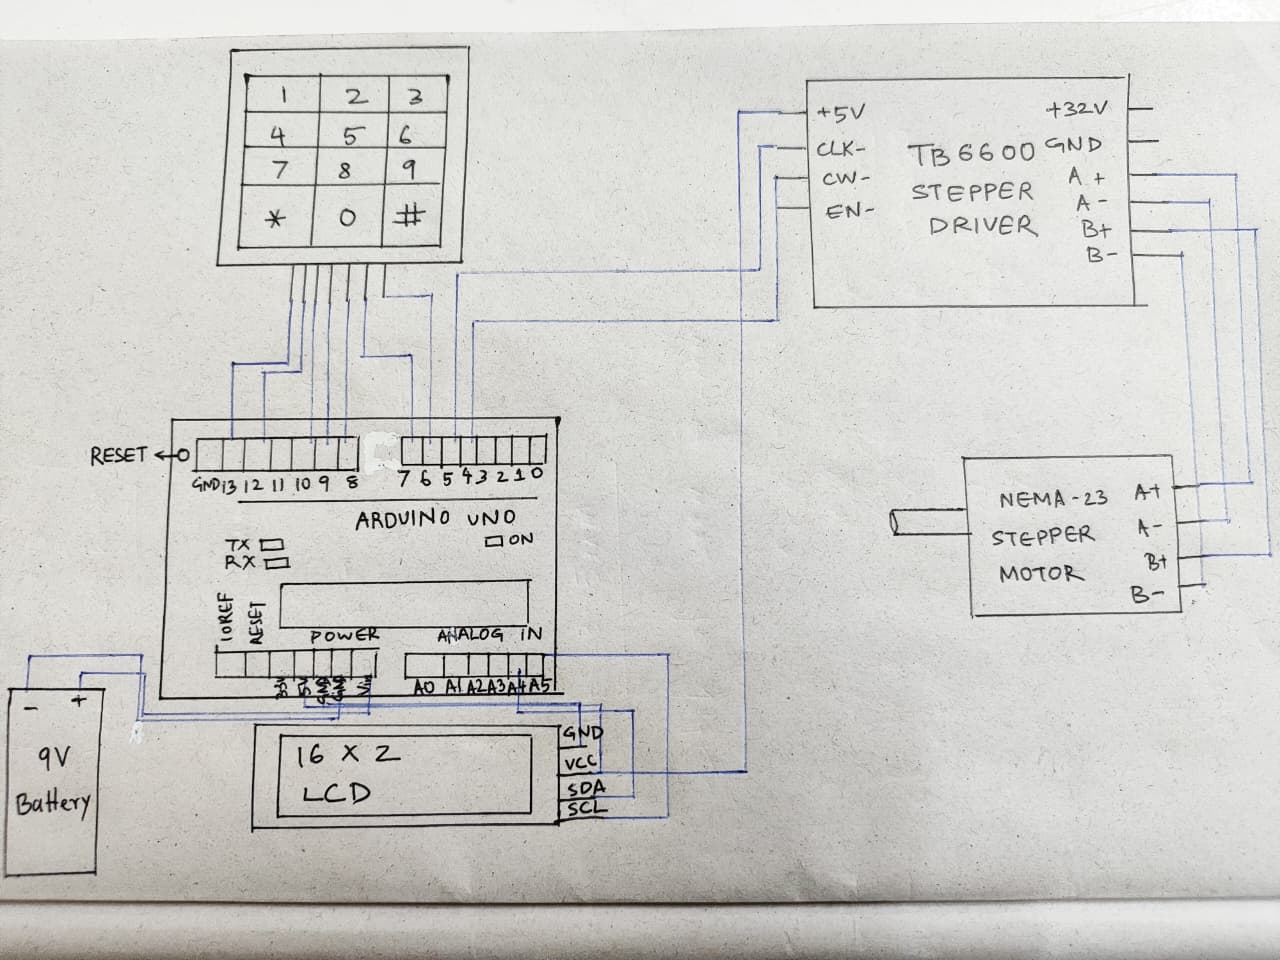 1 2 3
4 5 6
7 8 9
* 0 #
+5V
CLK-
CW-
EN-
TB6600
STEPPER
DRIVER
+32V
GND
A+
A-
B+
B-
RESET
GND 13 12 11 10 9 8
7 6 5 4 3 2 1 0
ARDUINO UNO
TX
RX
ON
IOREF
RESET
POWER
ANALOG IN
A0 A1 A2 A3 A4 A5
NEMA-23
STEPPER
MOTOR
A+
A-
B+
B-
- +
9V
Battery
16 X 2
LCD
GND
VCC
SDA
SCL